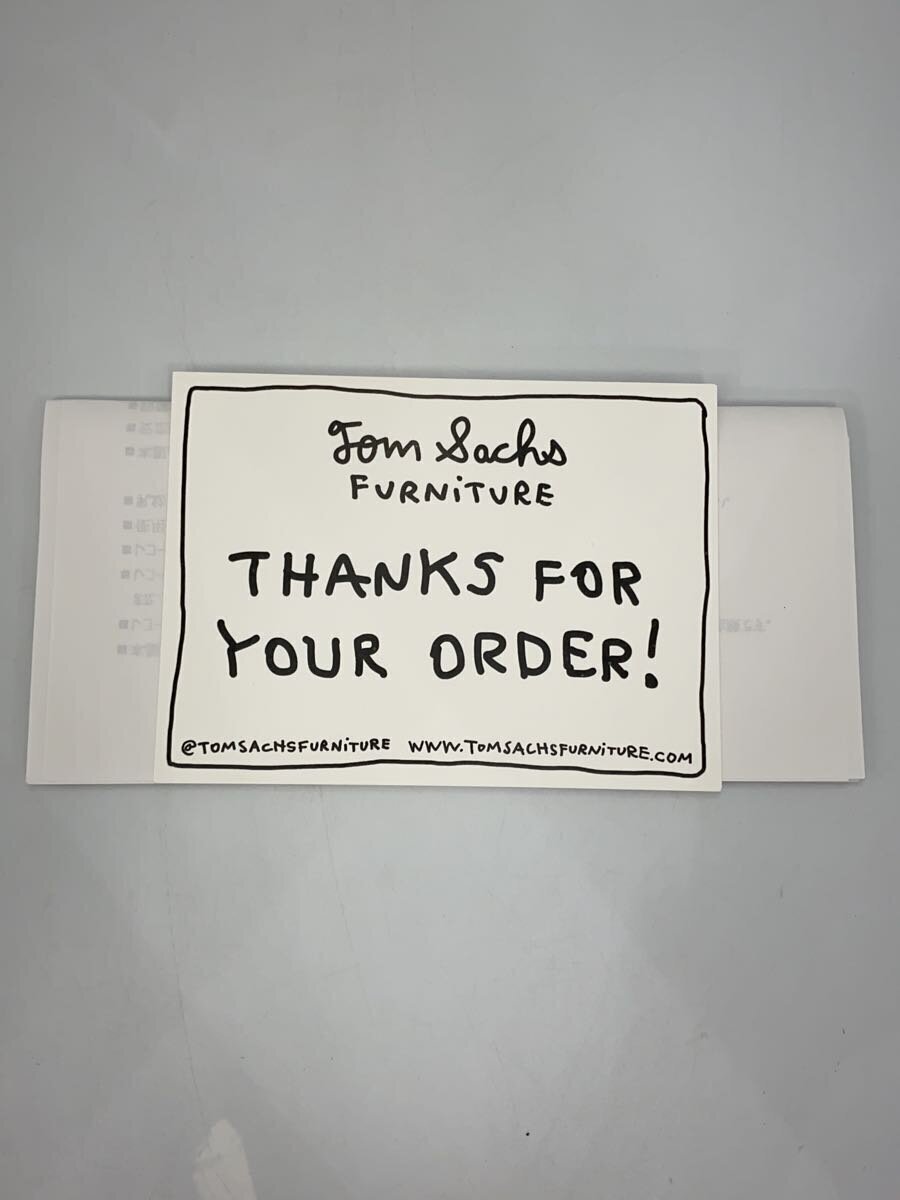 Tom Sachs
FURNiTURE
THANKS FOR
YOUR ORDER!
@TOMSACHSFURNiTURE WWW.TOMSACHSFURNiTURE.COM